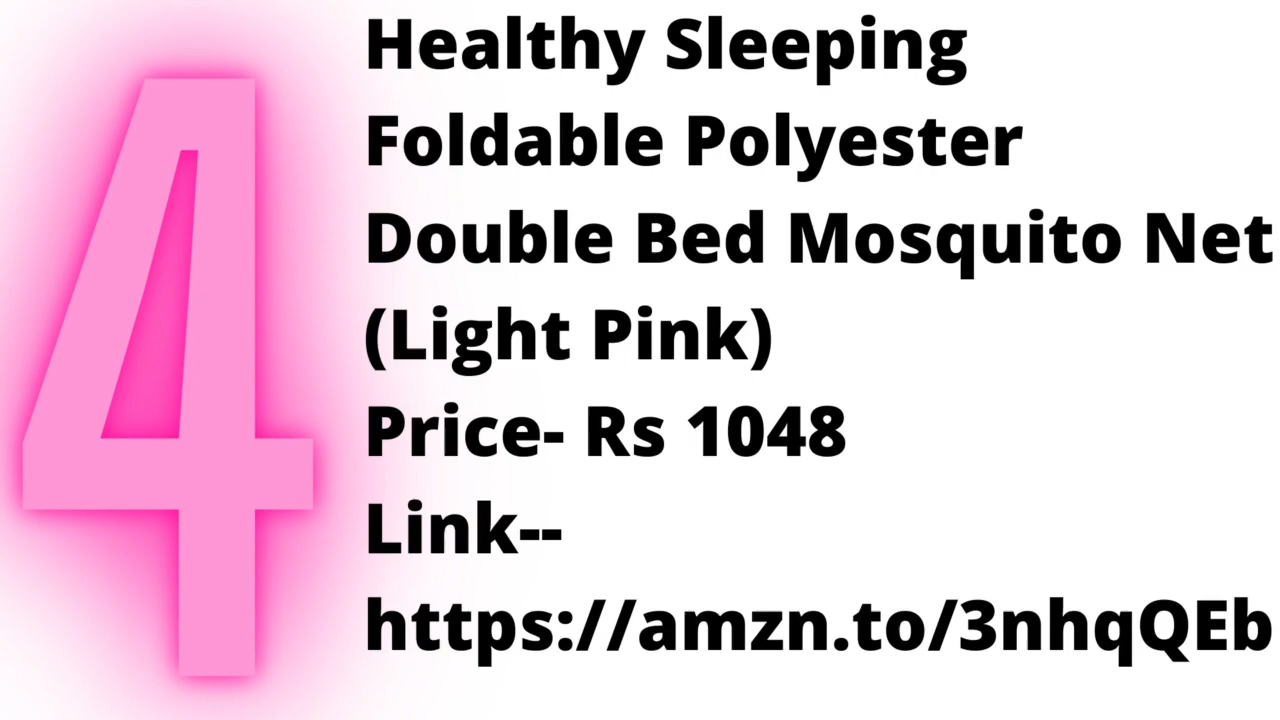 4
Healthy Sleeping
Foldable Polyester
Double Bed Mosquito Net
(Light Pink)
Price- Rs 1048
Link--
https://amzn.to/3nhqQEb